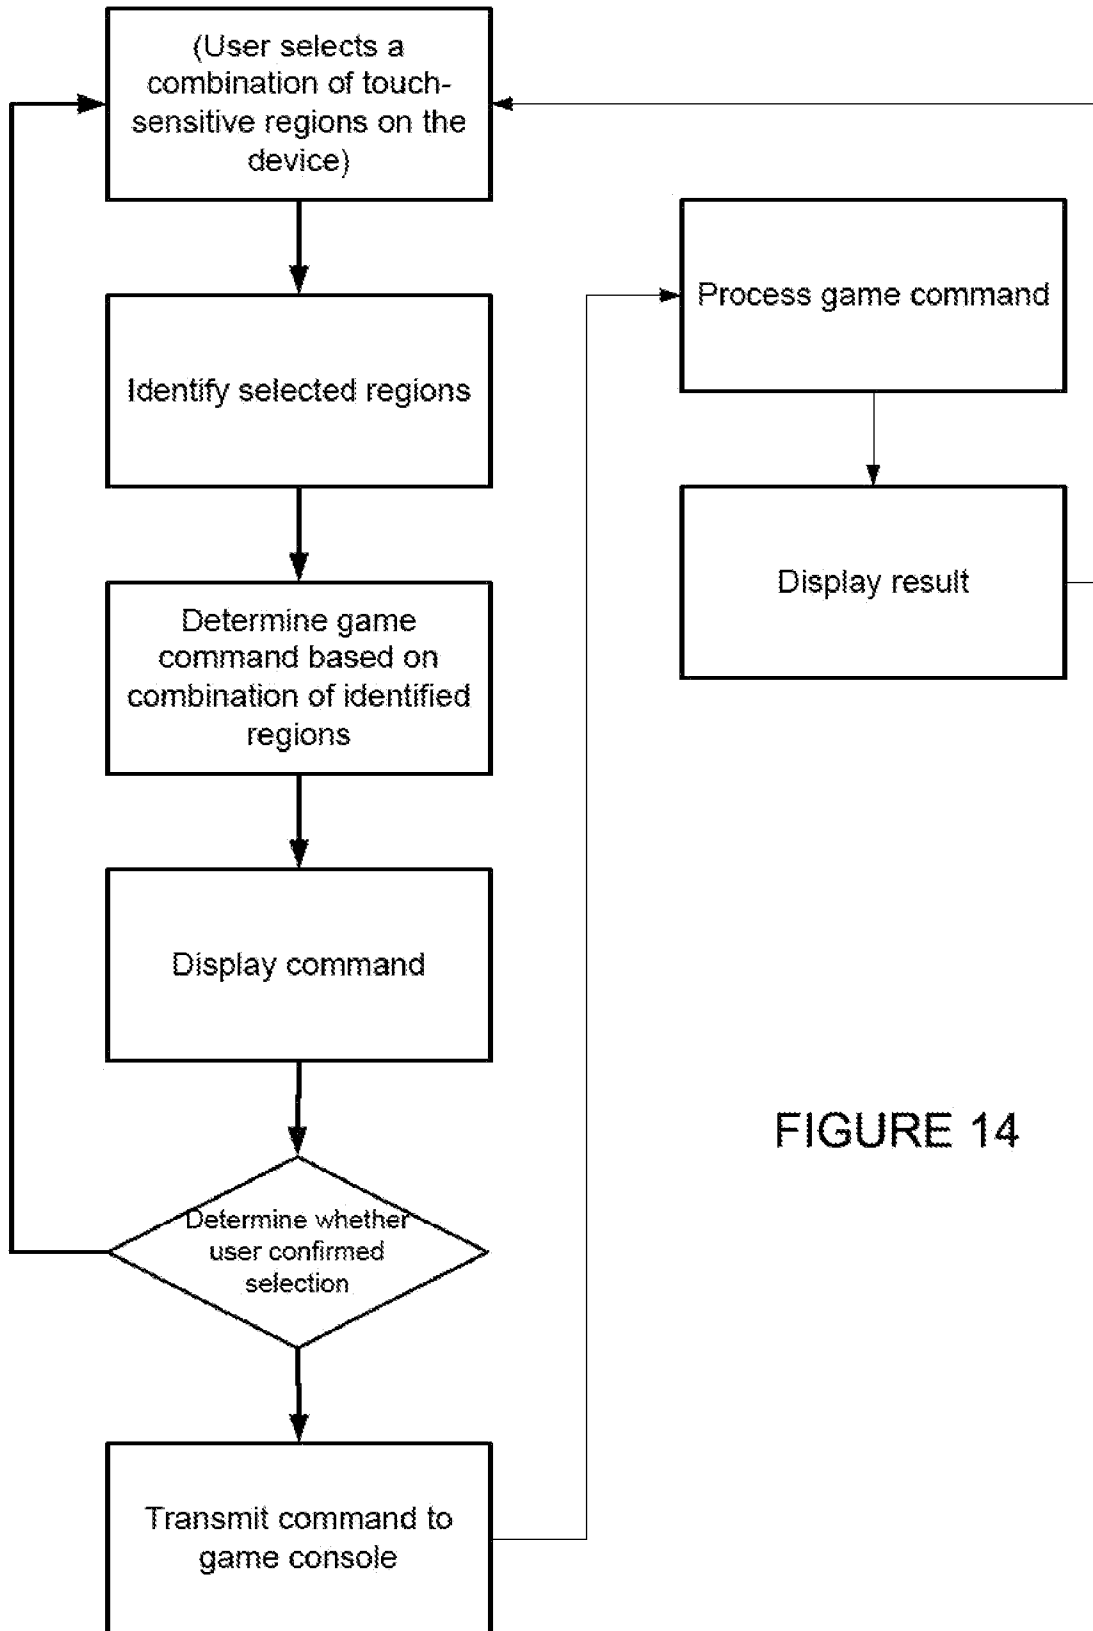 (User selects a
combination of touch-
sensitive regions on the
device)
Identify selected regions
Determine game
command based on
combination of identified
regions
Display command
Determine whether
user confirmed
selection
Transmit command to
game console
Process game command
Display result
FIGURE 14